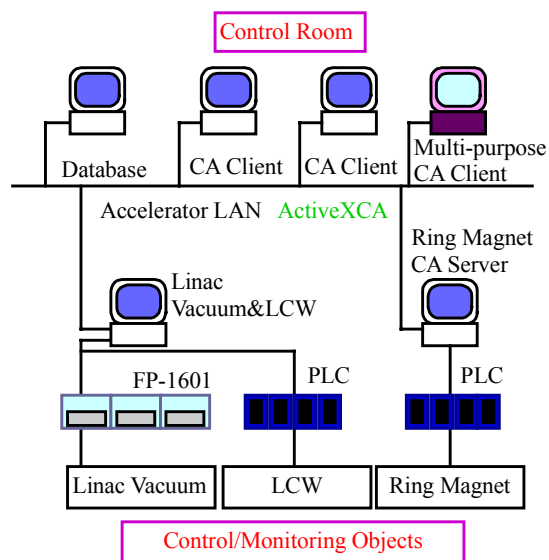 Control Room
Database
CA Client
CA Client
Multi-purpose
CA Client
Accelerator LAN
ActiveXCA
Ring Magnet
CA Server
Linac
Vacuum&LCW
FP-1601
PLC
PLC
Linac Vacuum
LCW
Ring Magnet
Control/Monitoring Objects